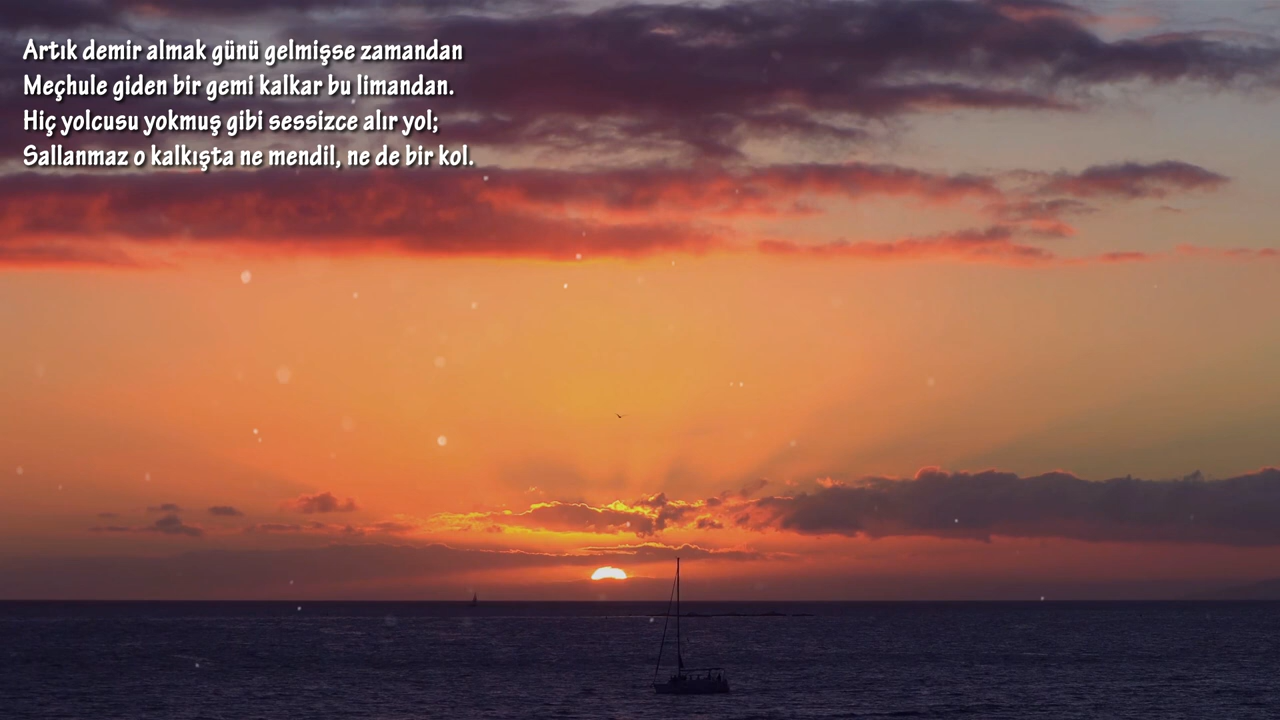 Artık demir almak günü gelmişse zamandan
Meçhule giden bir gemi kalkar bu limandan.
Hiç yolcusu yokmuş gibi sessizce alır yol;
Sallanmaz o kalkışta ne mendil, ne de bir kol.